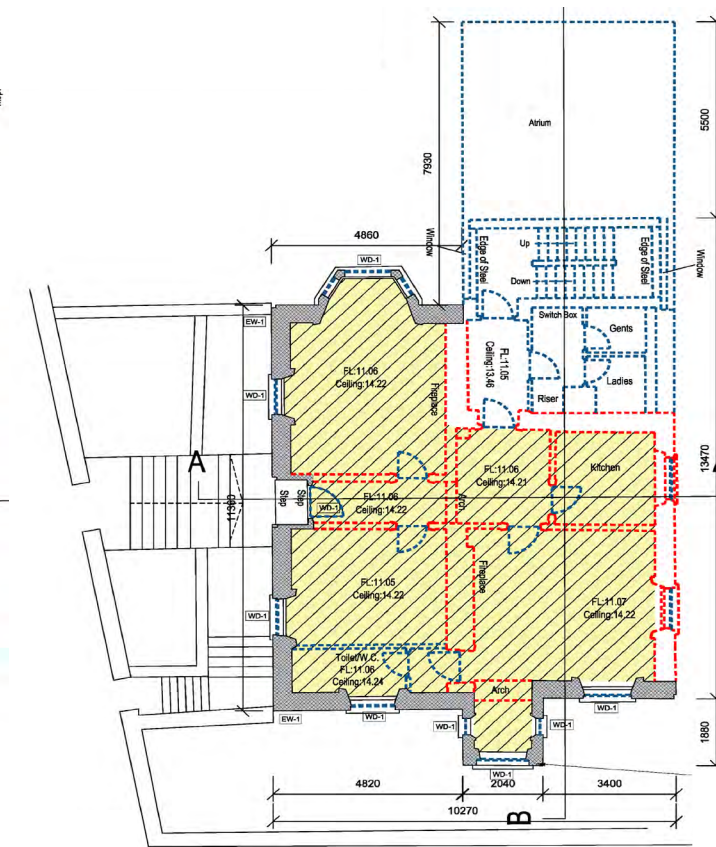 Atrium
5500
7930
4860
Window
Edge of Steel
Up
Down
Edge of Steel
Window
WD-1
EW-1
Switch Box
Gents
Ladies
Riser
FL:11.05
Ceiling:13.46
FL:11.06
Ceiling:14.22
Fireplace
WD-1
A
Step
Step
11360
WD-1
FL:11.06
Ceiling:14.22
Arch
FL:11.06
Ceiling:14.21
Kitchen
13470
FL:11.05
Ceiling:14.22
Fireplace
FL:11.07
Ceiling:14.22
WD-1
Toilet/W.C.
FL:11.06
Ceiling:14.24
Arch
EW-1
WD-1
WD-1
WD-1
WD-1
WD-1
1880
4820
2040
3400
10270
B